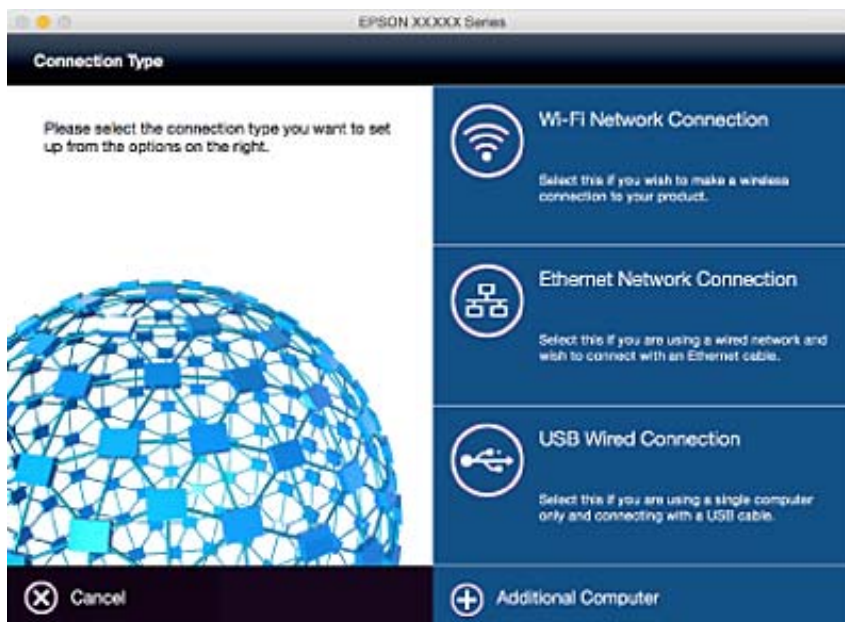 EPSON XXXXX Series
Connection Type
Please select the connection type you want to set
up from the options on the right.
Wi-Fi Network Connection
Select this if you wish to make a wireless
connection to your product.
Ethernet Network Connection
Select this if you are using a wired network and
wish to connect with an Ethernet cable.
USB Wired Connection
Select this if you are using a single computer
only and connecting with a USB cable.
Cancel
Additional Computer